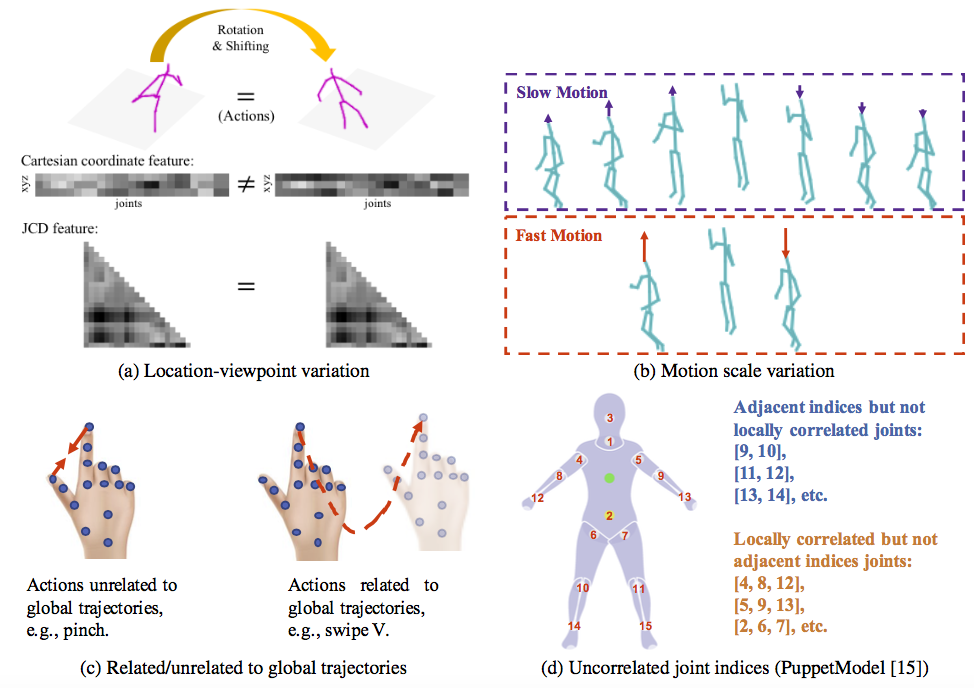 Rotation
& Shifting
=
(Actions)
Cartesian coordinate feature:
xyz
≠
xyz
joints
joints
JCD feature:
=
(a) Location-viewpoint variation
Slow Motion
Fast Motion
(b) Motion scale variation
Actions unrelated to
global trajectories,
e.g., pinch.
Actions related to
global trajectories,
e.g., swipe V.
(c) Related/unrelated to global trajectories
3
1
4
5
8
9
12
13
2
6
7
10
11
14
15
Adjacent indices but not
locally correlated joints:
[9, 10],
[11, 12],
[13, 14], etc.
Locally correlated but not
adjacent indices joints:
[4, 8, 12],
[5, 9, 13],
[2, 6, 7], etc.
(d) Uncorrelated joint indices (PuppetModel [15])